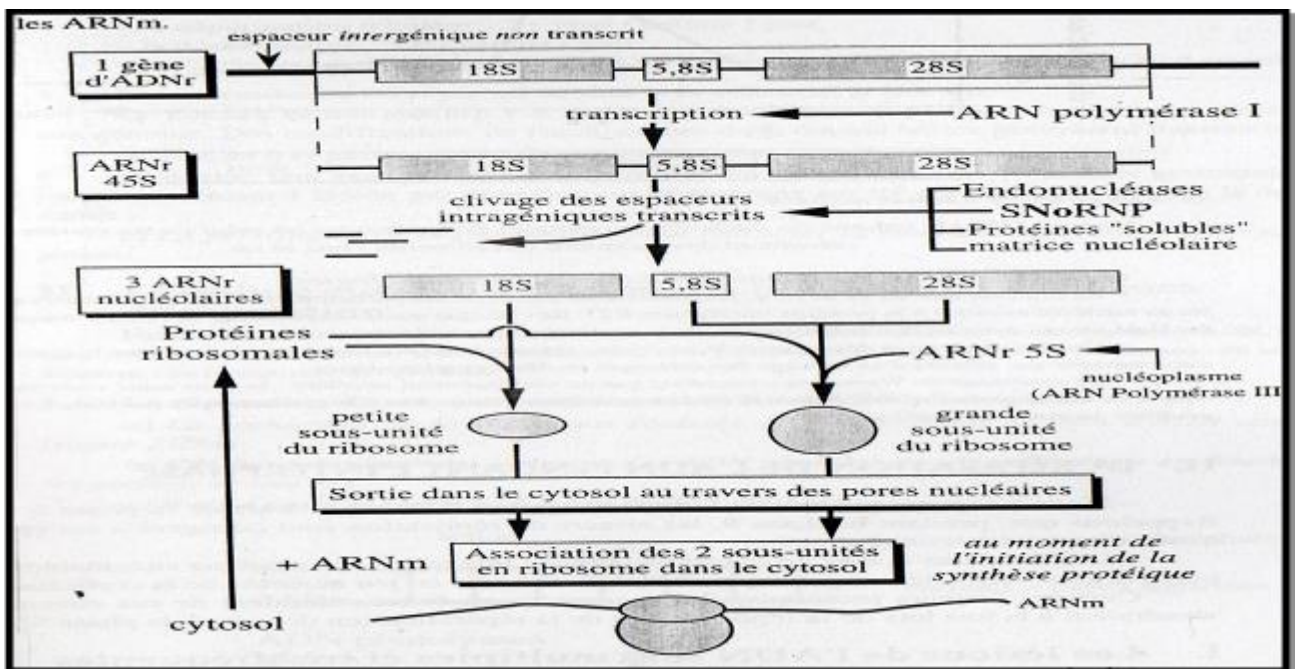 les ARNm.
espaceur intergénique non transcrit
1 gène
d'ADNr
18S
5,8S
28S
transcription
ARN polymérase I
ARNr
45S
18S
5,8S
28S
clivage des espaceurs
intragéniques transcrits
Endonucléases
SNoRNP
Protéines "solubles"
matrice nucléolaire
3 ARNr
nucléolaires
18S
5,8S
28S
Protéines
ribosomales
ARNr 5S
nucléoplasme
(ARN Polymérase III
petite
sous-unité
du ribosome
grande
sous-unité
du ribosome
Sortie dans le cytosol au travers des pores nucléaires
+ ARNm
Association des 2 sous-unités
en ribosome dans le cytosol
au moment de
l'initiation de la
synthèse protéique
cytosol
ARNm